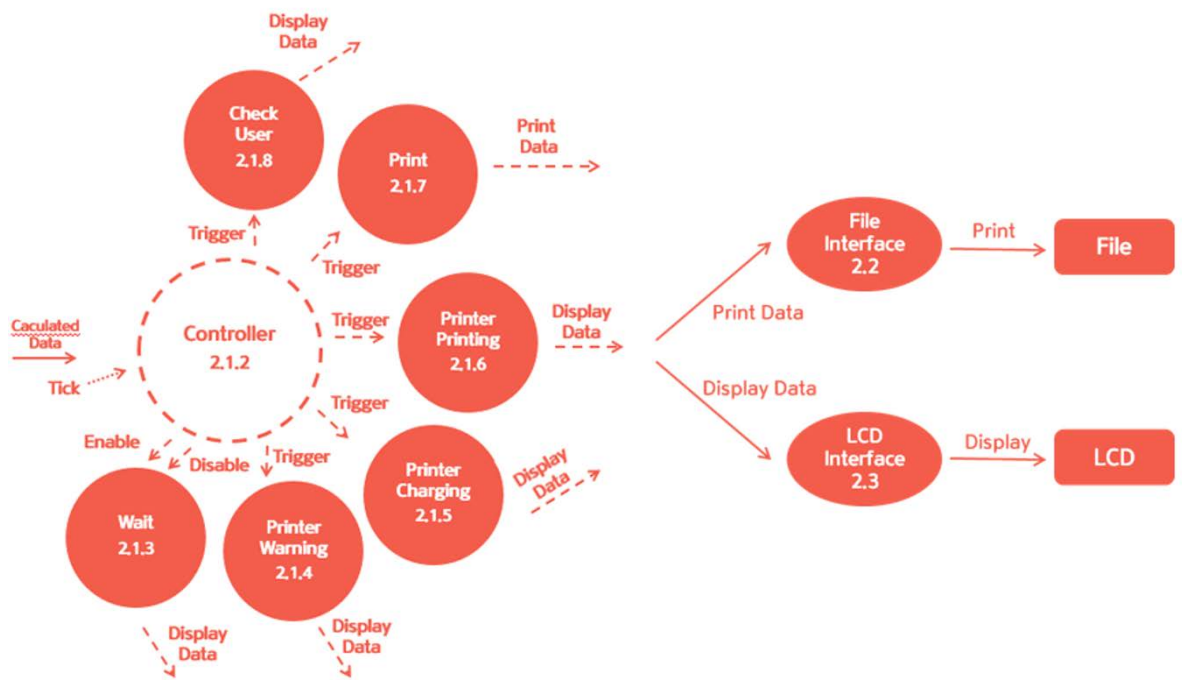 Display
Data
Check
User
2.1.8
Print
2.1.7
Print
Data
Trigger
Trigger
File
Interface
2.2
Print
File
Caculated
Data
Tick
Controller
2.1.2
Trigger
Printer
Printing
2.1.6
Display
Data
Print Data
Display Data
Enable
Disable
Trigger
Trigger
Printer
Charging
2.1.5
Display
Data
LCD
Interface
2.3
Display
LCD
Wait
2.1.3
Printer
Warning
2.1.4
Display
Data
Display
Data